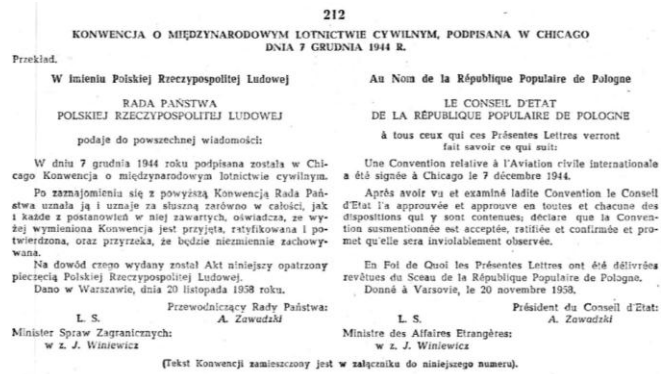 212
KONWENCJA O MIĘDZYNARODOWYM LOTNICTWIE CYWILNYM, PODPISANA W CHICAGO
DNIA 7 GRUDNIA 1944 R.
Przekład.
W imieniu Polskiej Rzeczypospolitej Ludowej
RADA PAŃSTWA
POLSKIEJ RZECZYPOSPOLITEJ LUDOWEJ
podaje do powszechnej wiadomości:
W dniu 7 grudnia 1944 roku podpisana została w Chi-
cago Konwencja o międzynarodowym lotnictwie cywilnym.
Po zaznajomieniu się z powyższą Konwencją Rada Pań-
stwa uznała ją i uznaje za słuszną zarówno w całości, jak
i każde z postanowień w niej zawartych, oświadcza, że wy-
żej wymieniona Konwencja jest przyjęta, ratyfikowana i po-
twierdzona, oraz przyrzeka, że będzie niezmiennie zachowy-
wana.
Na dowód czego wydany został Akt niniejszy opatrzony
pieczęcią Polskiej Rzeczypospolitej Ludowej.
Dano w Warszawie, dnia 20 listopada 1958 roku.
Przewodniczący Rady Państwa:
L. S. A. Zawadzki
Minister Spraw Zagranicznych:
w z. J. Winiewicz
Au Nom de la République Populaire de Pologne
LE CONSEIL D'ETAT
DE LA RÉPUBLIQUE POPULAIRE DE POLOGNE
à tous ceux qui ces Présentes Lettres verront
fait savoir ce qui suit:
Une Convention relative à l'Aviation civile internationale
a été signée à Chicago le 7 décembre 1944.
Après avoir vu et examiné ladite Convention le Conseil
d'Etat l'a approuvée et approuve en toutes et chacune des
dispositions qui y sont contenues; déclare que la Conven-
tion susmentionnée est acceptée, ratifiée et confirmée et pro-
met qu'elle sera inviolablement observée.
En Foi de Quoi les Présentes Lettres ont été délivrées
revêtues du Sceau de la République Populaire de Pologne.
Donné à Varsovie, le 20 novembre 1958.
Président du Conseil d'Etat:
L. S. A. Zawadzki
Ministre des Affaires Etrangères:
w z. J. Winiewicz
(Tekst Konwencji zamieszczony jest w załączniku do niniejszego numeru).